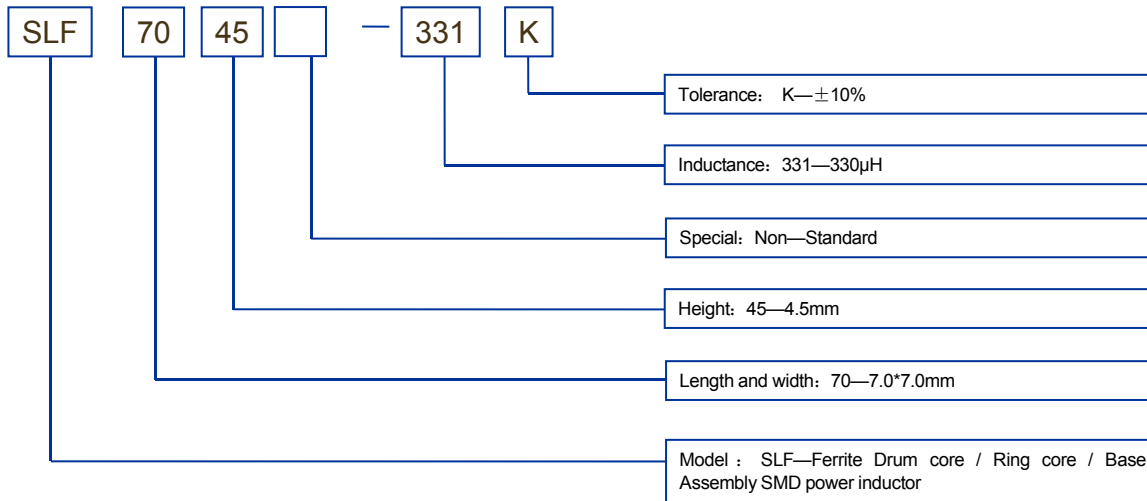 SLF 70 45 — 331 K
Tolerance： K—±10%
Inductance：331—330µH
Special：Non—Standard
Height：45—4.5mm
Length and width：70—7.0*7.0mm
Model ： SLF—Ferrite Drum core / Ring core / Base
Assembly SMD power inductor